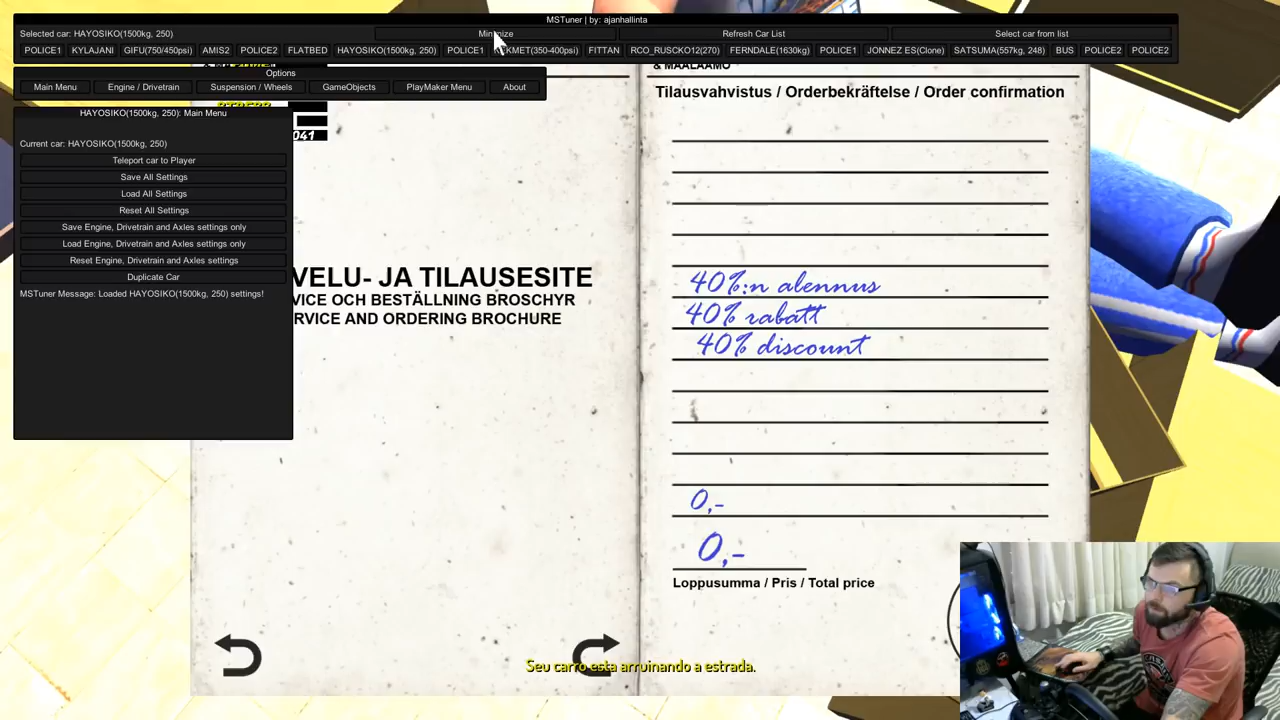 MSTuner | by: ajanhallinta
Selected car: HAYOSIKO(1500kg, 250)
Minimize
Refresh Car List
Select car from list
POLICE1 KYLAJANI GIFU(750/450psi) AMIS2 POLICE2 FLATBED HAYOSIKO(1500kg, 250) POLICE1 KMET(350-400psi) FITTAN RCO_RUSCKO12(270) FERNDALE(1630kg) POLICE1 JONNEZ ES(Clone) SATSUMA(557kg, 248) BUS POLICE2 POLICE2
& MAALAAMO
Options
Main Menu Engine / Drivetrain Suspension / Wheels GameObjects PlayMaker Menu About
HAYOSIKO(1500kg, 250): Main Menu
041
Current car: HAYOSIKO(1500kg, 250)
Teleport car to Player
Save All Settings
Load All Settings
Reset All Settings
Save Engine, Drivetrain and Axles settings only
Load Engine, Drivetrain and Axles settings only
Reset Engine, Drivetrain and Axles settings
Duplicate Car
MSTuner Message: Loaded HAYOSIKO(1500kg, 250) settings!
VELU- JA TILAUSESITE
VICE OCH BESTÄLLNING BROSCHYR
RVICE AND ORDERING BROCHURE
Tilausvahvistus / Orderbekräftelse / Order confirmation
40%:n alennus
40% rabatt
40% discount
0,-
0,-
Loppusumma / Pris / Total price
Seu carro esta arruinando a estrada.